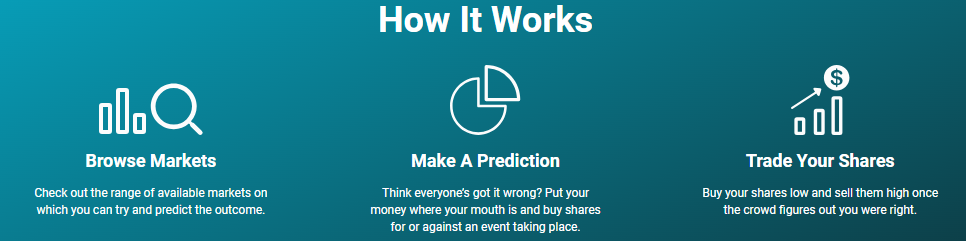 How It Works
$
Browse Markets
Check out the range of available markets on
which you can try and predict the outcome.
Make A Prediction
Think everyone's got it wrong? Put your
money where your mouth is and buy shares
for or against an event taking place.
Trade Your Shares
Buy your shares low and sell them high once
the crowd figures out you were right.